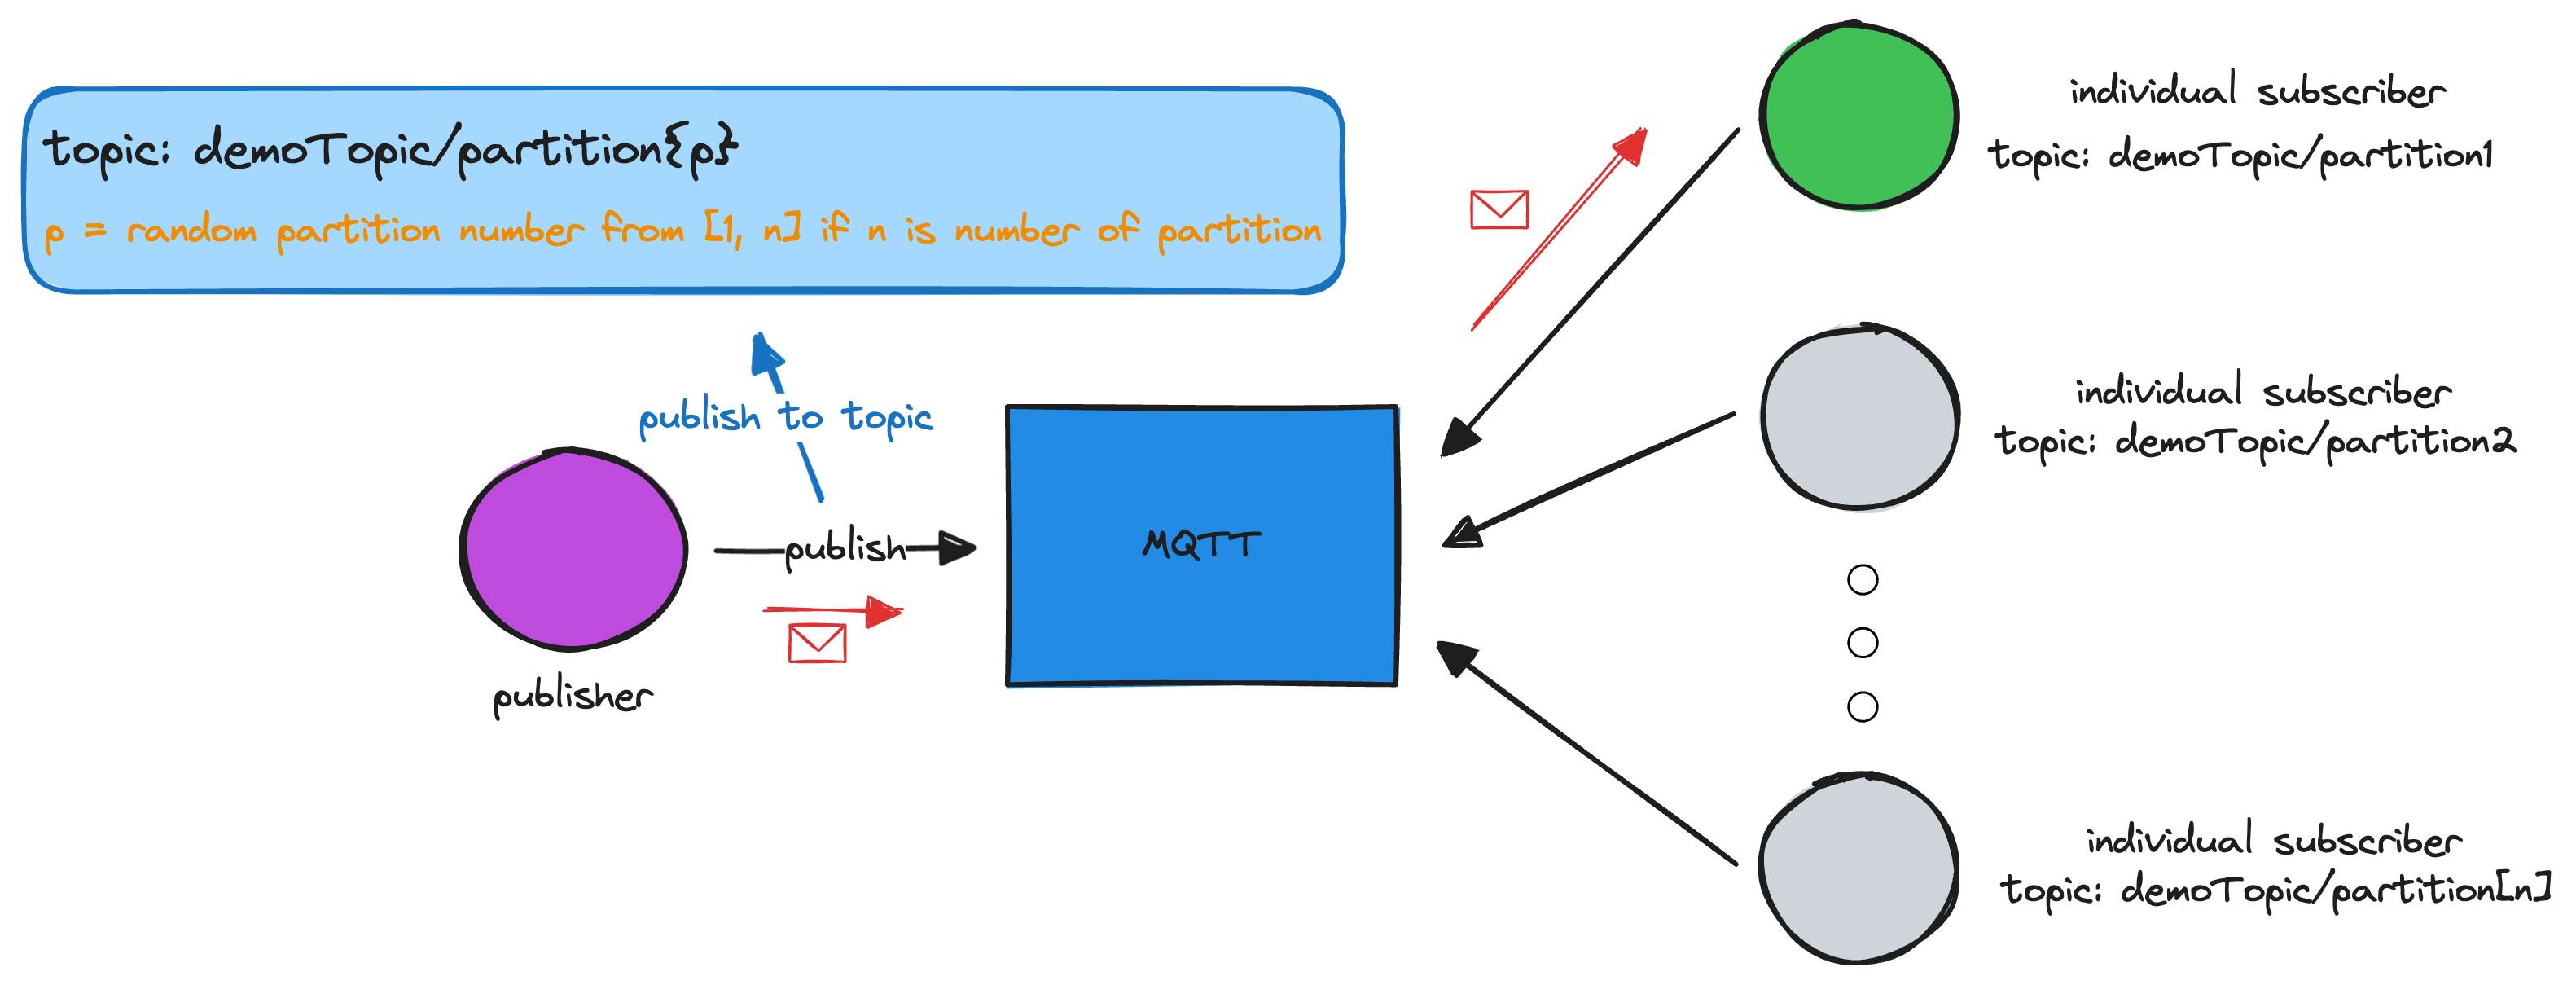 topic: demoTopic/partition{p}
p = random partition number from [1, n] if n is number of partition
publish to topic
publish
publisher
MQTT
individual subscriber
topic: demoTopic/partition1
individual subscriber
topic: demoTopic/partition2
individual subscriber
topic: demoTopic/partition[n]